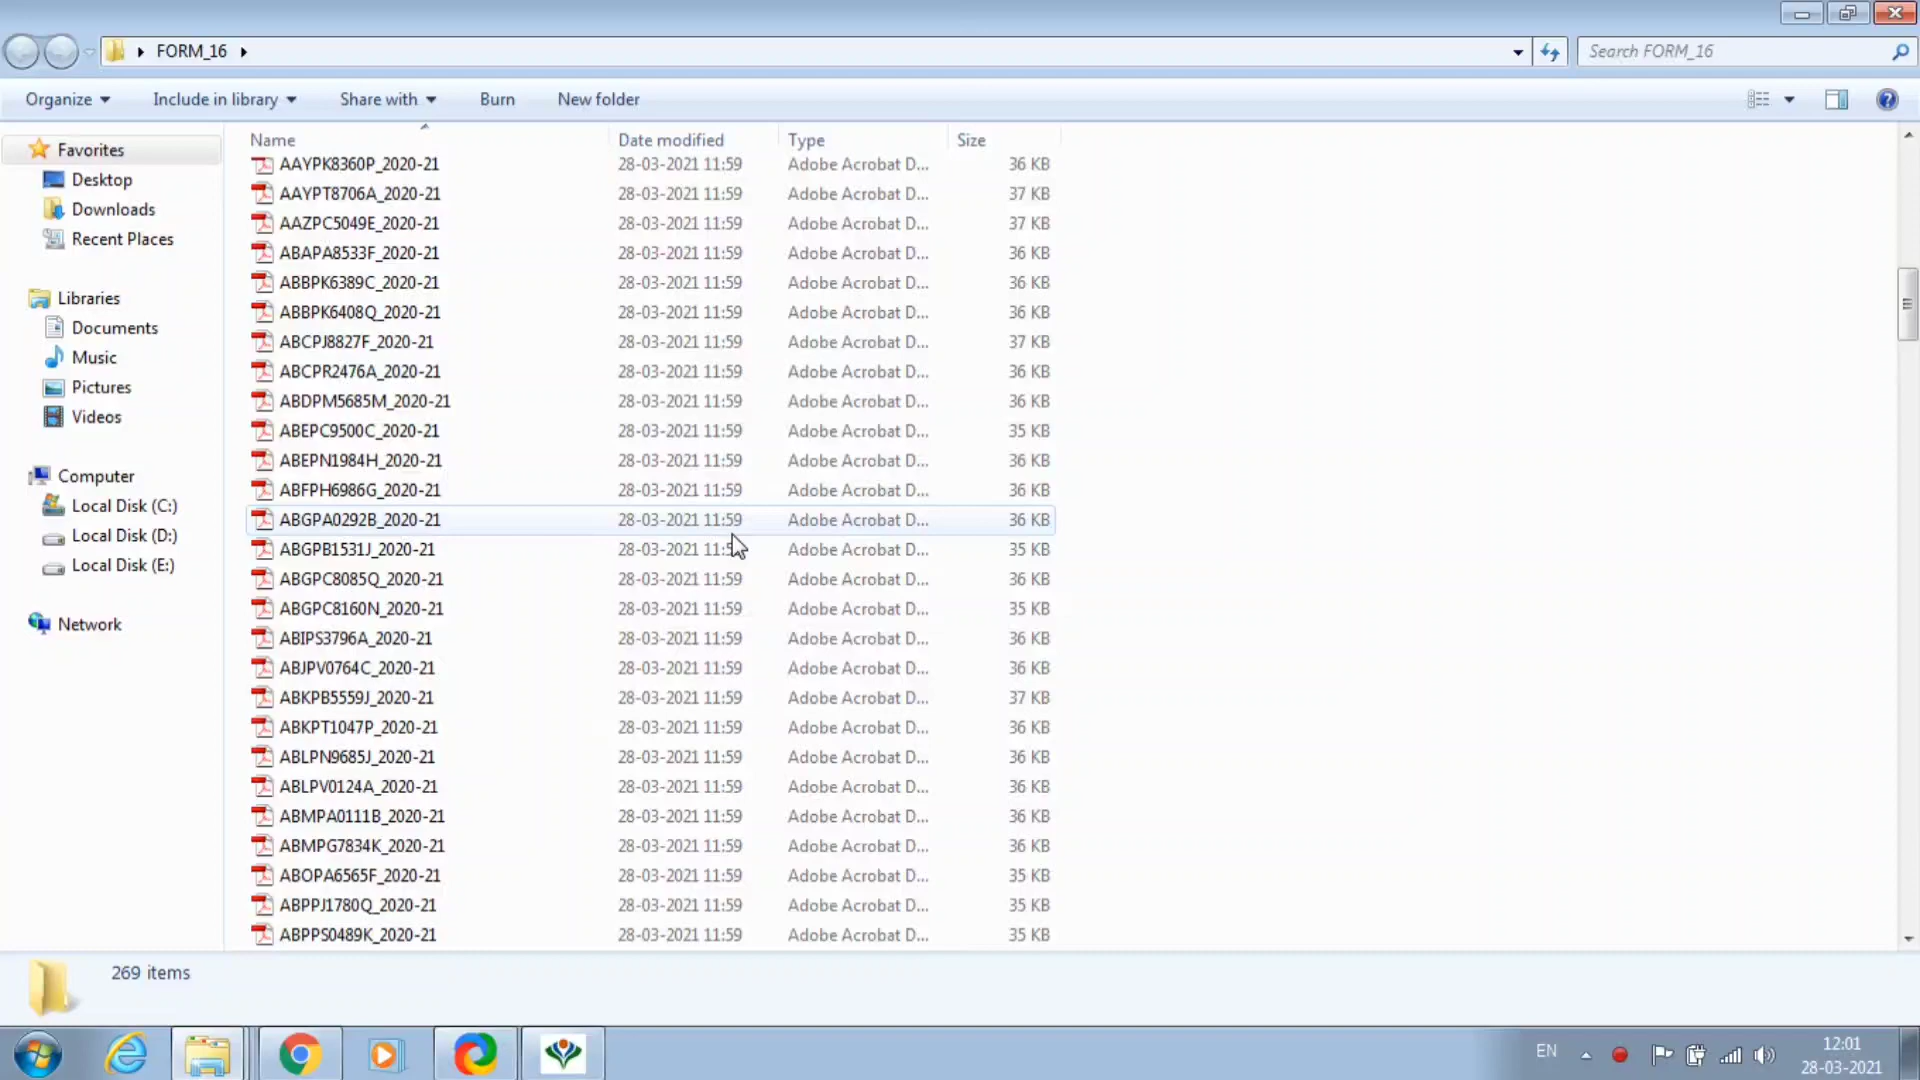 FORM_16
Search FORM_16
Organize Include in library Share with Burn New folder
Name Date modified Type Size
AAYPK8360P_2020-21 28-03-2021 11:59 Adobe Acrobat D... 36 KB
AAYPT8706A_2020-21 28-03-2021 11:59 Adobe Acrobat D... 37 KB
AAZPC5049E_2020-21 28-03-2021 11:59 Adobe Acrobat D... 37 KB
ABAPA8533F_2020-21 28-03-2021 11:59 Adobe Acrobat D... 36 KB
ABBPK6389C_2020-21 28-03-2021 11:59 Adobe Acrobat D... 36 KB
ABBPK6408Q_2020-21 28-03-2021 11:59 Adobe Acrobat D... 36 KB
ABCPJ8827F_2020-21 28-03-2021 11:59 Adobe Acrobat D... 37 KB
ABCPR2476A_2020-21 28-03-2021 11:59 Adobe Acrobat D... 36 KB
ABDPM5685M_2020-21 28-03-2021 11:59 Adobe Acrobat D... 36 KB
ABEPC9500C_2020-21 28-03-2021 11:59 Adobe Acrobat D... 35 KB
ABEPN1984H_2020-21 28-03-2021 11:59 Adobe Acrobat D... 36 KB
ABFPH6986G_2020-21 28-03-2021 11:59 Adobe Acrobat D... 36 KB
ABGPA0292B_2020-21 28-03-2021 11:59 Adobe Acrobat D... 36 KB
ABGPB1531J_2020-21 28-03-2021 Adobe Acrobat D... 35 KB
ABGPC8085Q_2020-21 28-03-2021 11:59 Adobe Acrobat D... 36 KB
ABGPC8160N_2020-21 28-03-2021 11:59 Adobe Acrobat D... 35 KB
ABIPS3796A_2020-21 28-03-2021 11:59 Adobe Acrobat D... 36 KB
ABJPV0764C_2020-21 28-03-2021 11:59 Adobe Acrobat D... 36 KB
ABKPB5559J_2020-21 28-03-2021 11:59 Adobe Acrobat D... 37 KB
ABKPT1047P_2020-21 28-03-2021 11:59 Adobe Acrobat D... 36 KB
ABLPN9685J_2020-21 28-03-2021 11:59 Adobe Acrobat D... 36 KB
ABLPV0124A_2020-21 28-03-2021 11:59 Adobe Acrobat D... 36 KB
ABMPA0111B_2020-21 28-03-2021 11:59 Adobe Acrobat D... 36 KB
ABMPG7834K_2020-21 28-03-2021 11:59 Adobe Acrobat D... 36 KB
ABOPA6565F_2020-21 28-03-2021 11:59 Adobe Acrobat D... 35 KB
ABPPJ1780Q_2020-21 28-03-2021 11:59 Adobe Acrobat D... 35 KB
ABPPS0489K_2020-21 28-03-2021 11:59 Adobe Acrobat D... 35 KB
Favorites
Desktop
Downloads
Recent Places
Libraries
Documents
Music
Pictures
Videos
Computer
Local Disk (C:)
Local Disk (D:)
Local Disk (E:)
Network
269 items
EN
12:01
28-03-2021